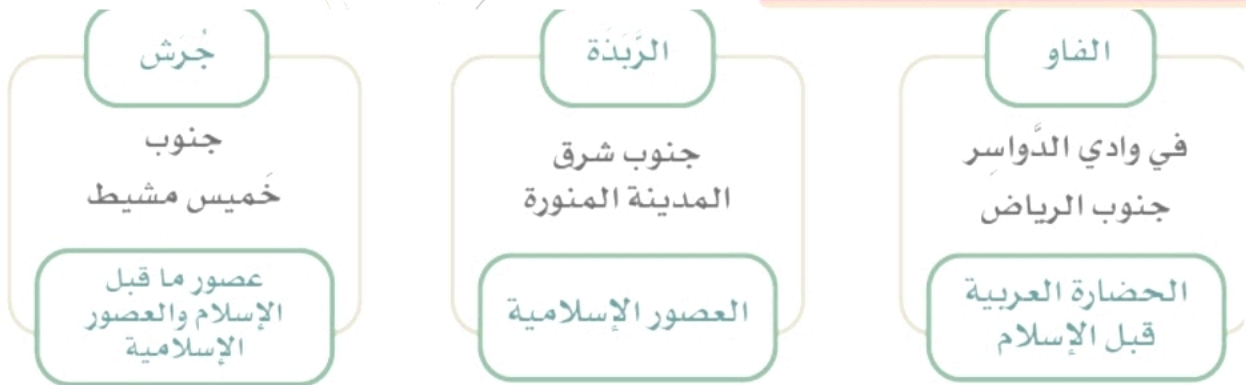 الفاو
في وادي الدَّواسِر
جنوب الرياض
الحضارة العربية
قبل الإسلام
الرَّبَذَة
جنوب شرق
المدينة المنورة
العصور الإسلامية
جُرَش
جنوب
خَميس مشيط
عصور ما قبل
الإسلام والعصور
الإسلامية